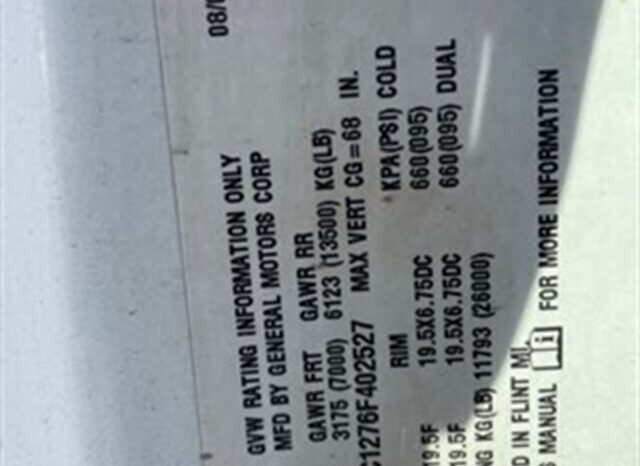 08/
GVW RATING INFORMATION ONLY
MFD BY GENERAL MOTORS CORP
GAWR FRT GAWR RR
3175 (7000) 6123 (13500) KG(LB)
C1276F402527 MAX VERT CG=68 IN.
RIM KPA(PSI) COLD
19.5F 19.5X6.75DC 660(095)
19.5F 19.5X6.75DC 660(095) DUAL
NG KG(LB) 11793 (26000)
D IN FLINT MI.
S MANUAL i FOR MORE INFORMATION